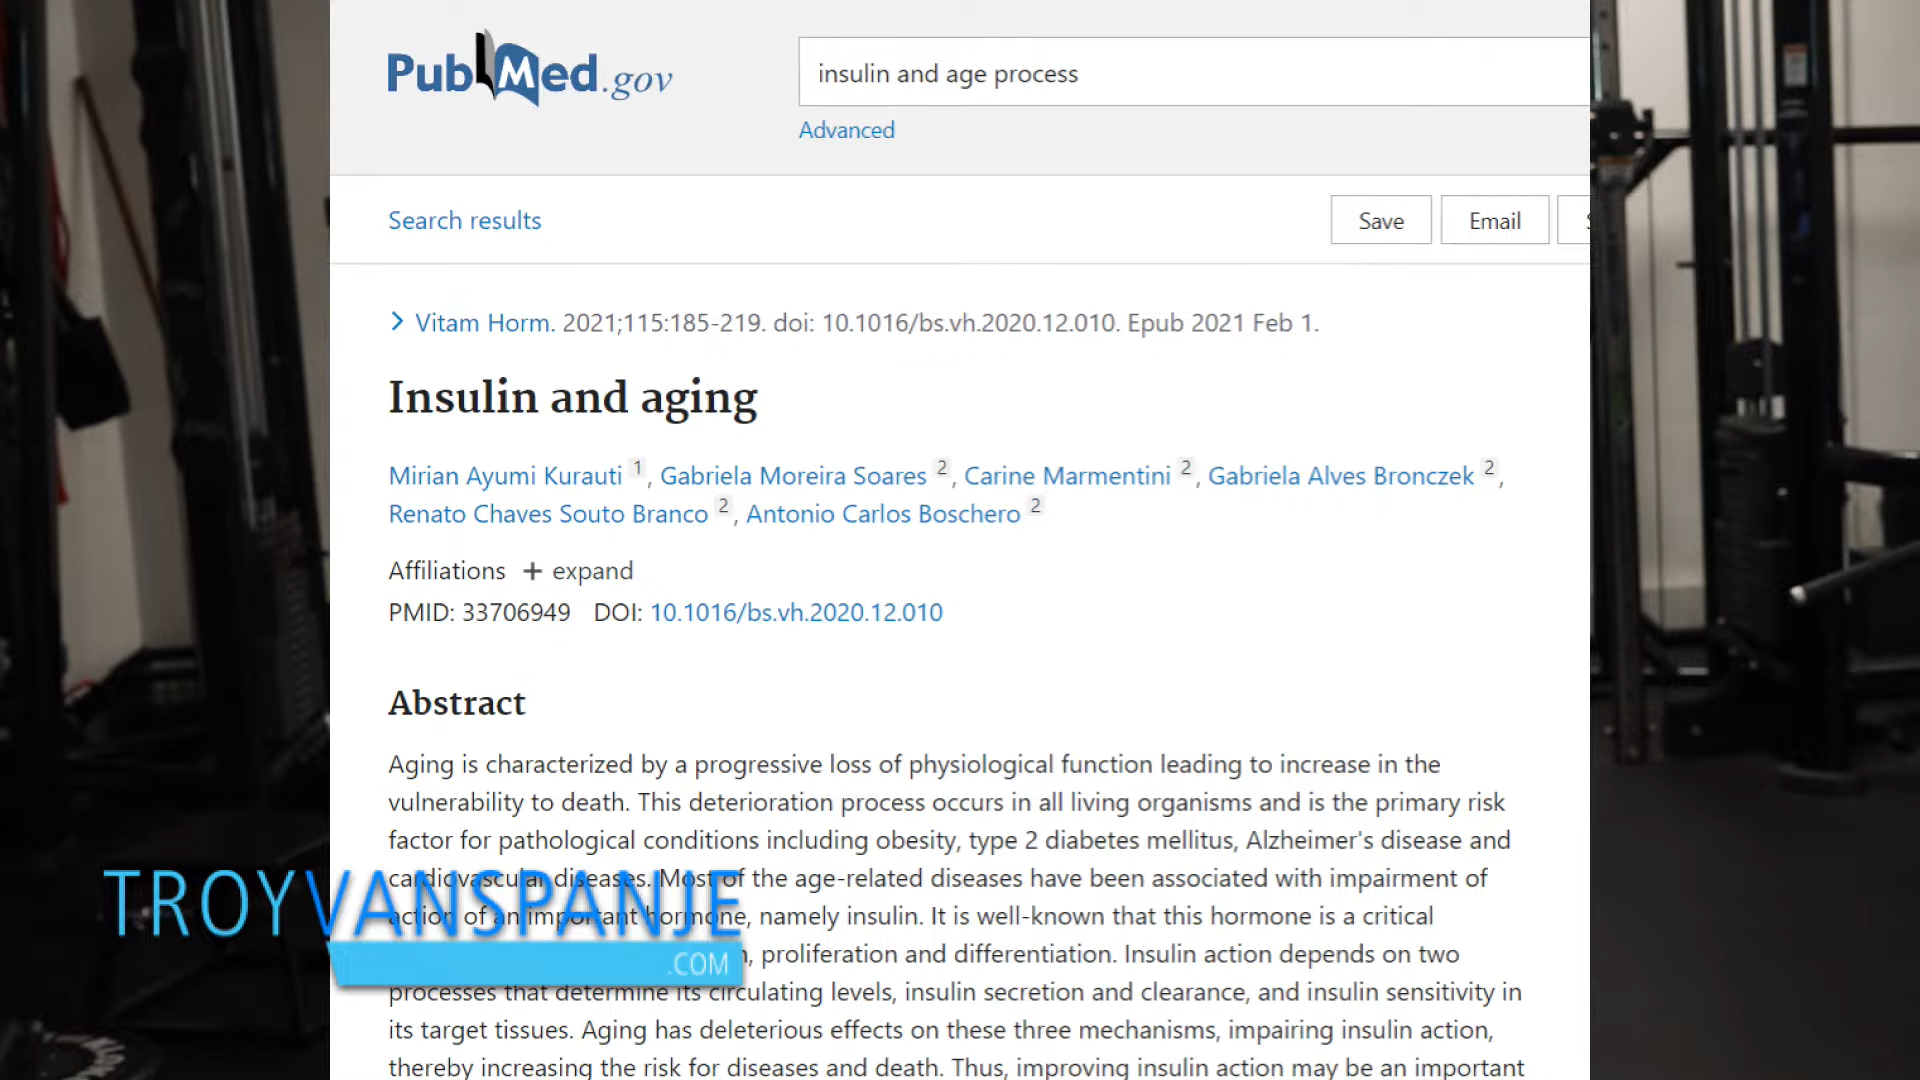 PubMed.gov
insulin and age process
Advanced
Search results
Save
Email
Vitam Horm. 2021;115:185-219. doi: 10.1016/bs.vh.2020.12.010. Epub 2021 Feb 1.
Insulin and aging
Mirian Ayumi Kurauti 1, Gabriela Moreira Soares 2, Carine Marmentini 2, Gabriela Alves Bronczek 2,
Renato Chaves Souto Branco 2, Antonio Carlos Boschero 2
Affiliations + expand
PMID: 33706949 DOI: 10.1016/bs.vh.2020.12.010
Abstract
Aging is characterized by a progressive loss of physiological function leading to increase in the
vulnerability to death. This deterioration process occurs in all living organisms and is the primary risk
factor for pathological conditions including obesity, type 2 diabetes mellitus, Alzheimer's disease and
cardiovascular diseases. Most of the age-related diseases have been associated with impairment of
action of an important hormone, namely insulin. It is well-known that this hormone is a critical
, proliferation and differentiation. Insulin action depends on two
processes that determine its circulating levels, insulin secretion and clearance, and insulin sensitivity in
its target tissues. Aging has deleterious effects on these three mechanisms, impairing insulin action,
thereby increasing the risk for diseases and death. Thus, improving insulin action may be an important
TROYVANSPANJE
.COM